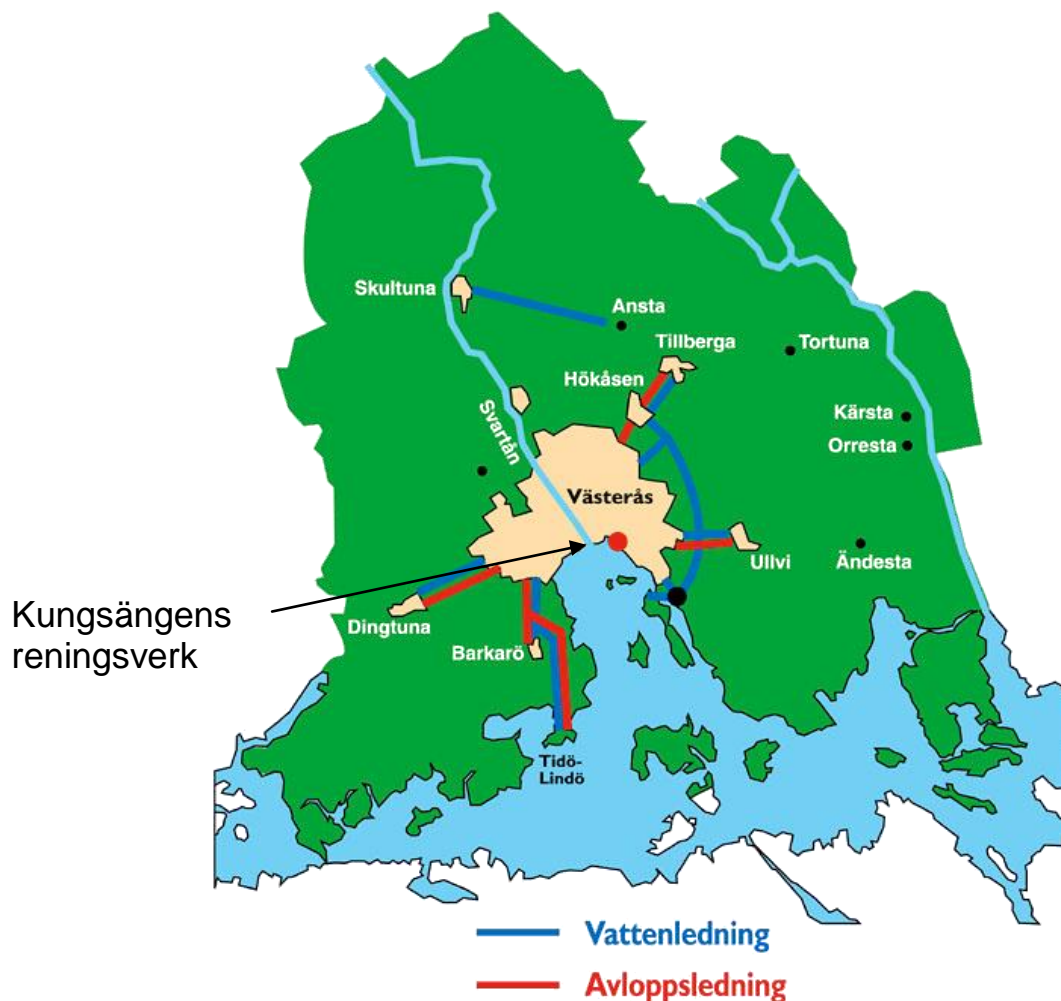 Skultuna
Ansta
Tillberga
Tortuna
Hökåsen
Kärsta
Svartån
Orresta
Västerås
Ullvi
Ändesta
Kungsängens
reningsverk
Dingtuna
Barkarö
Tidö-
Lindö
Vattenledning
Avloppsledning